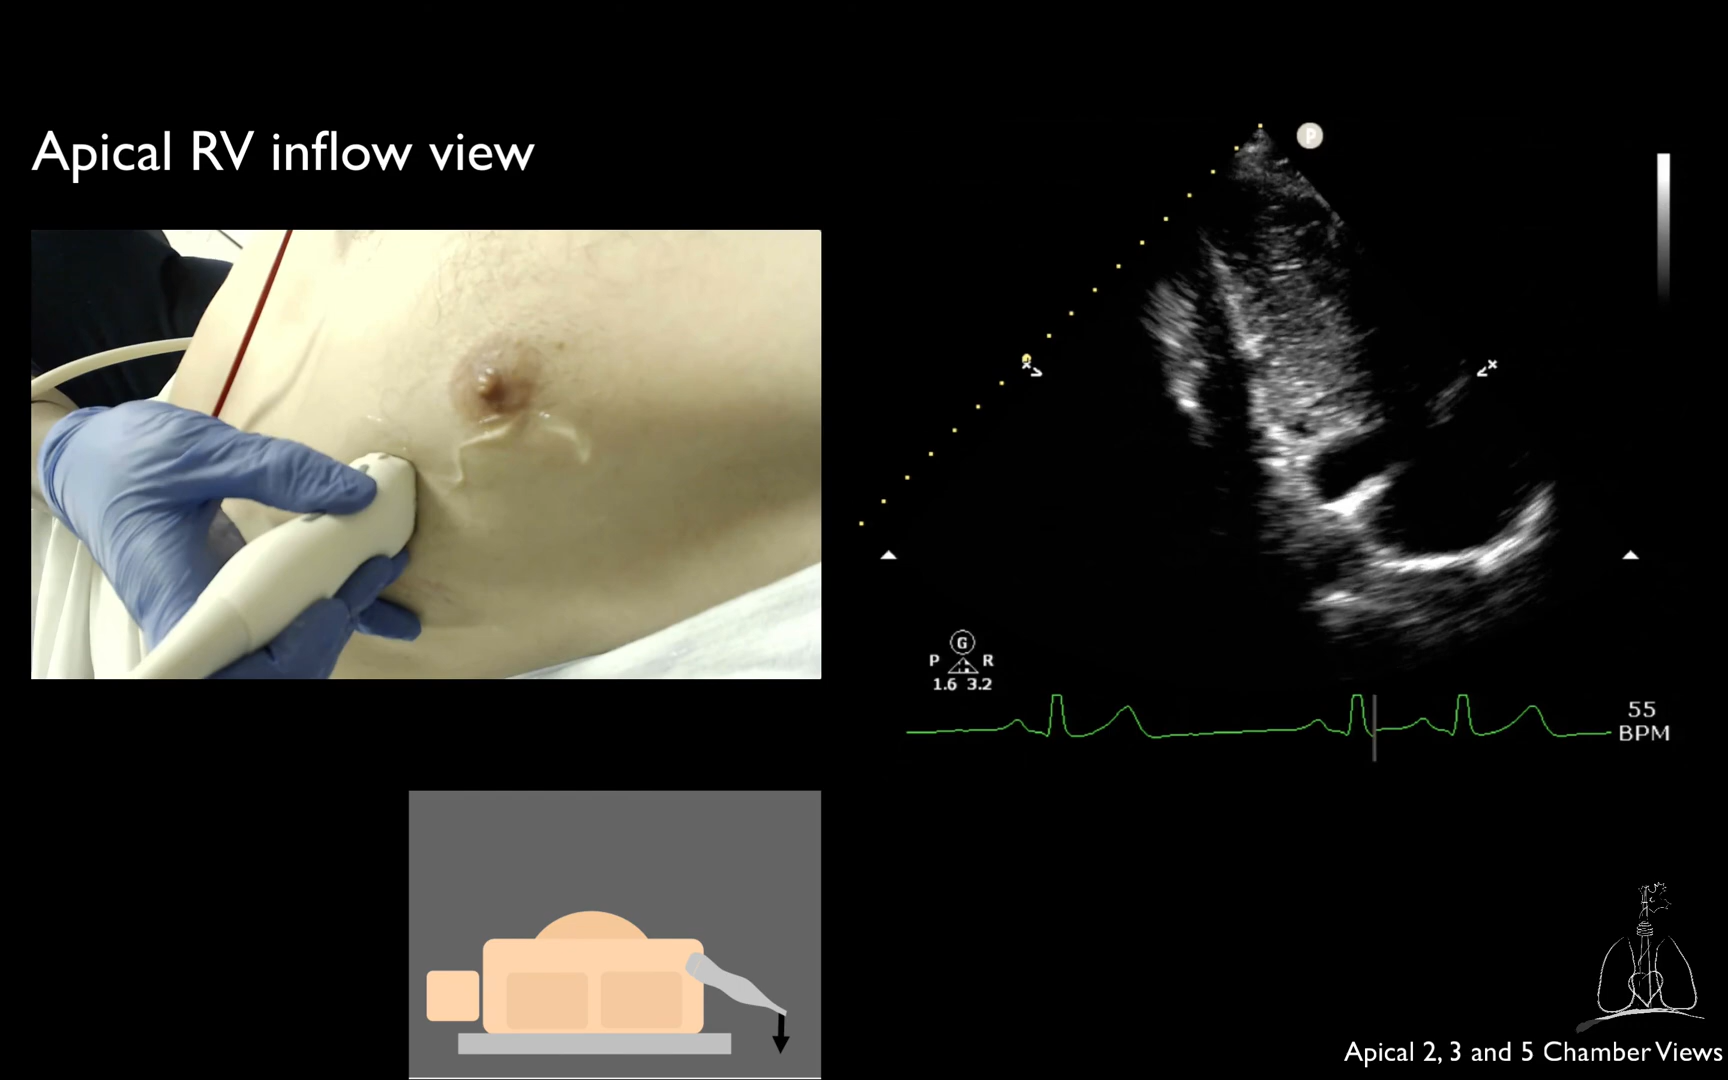 Apical RV inflow view
P
G
P R
1.6 3.2
55
BPM
Apical 2, 3 and 5 Chamber Views